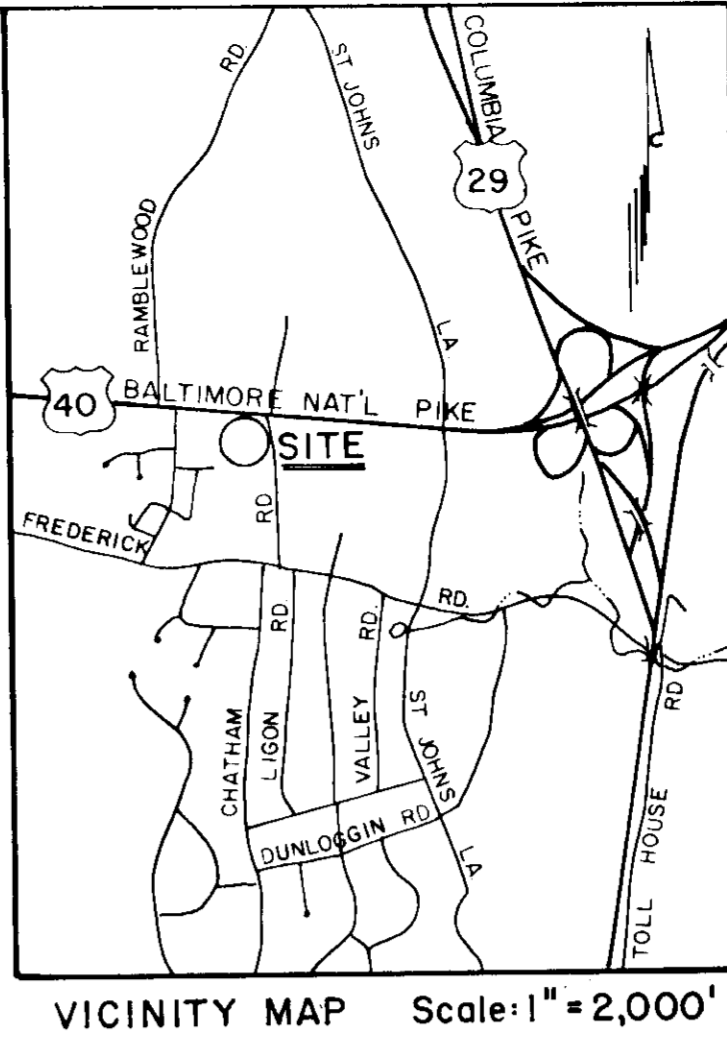 COLUMBIA
PIKE
29
RD.
ST JOHNS
LA
RAMBLEWOOD
40
BALTIMORE NAT'L PIKE
SITE
RD
FREDERICK
RD.
CHATHAM
LIGON
RD.
VALLEY
RD.
ST JOHNS
LA
DUNLOGGIN RD
TOLL HOUSE
RD
VICINITY MAP Scale: 1" = 2,000'